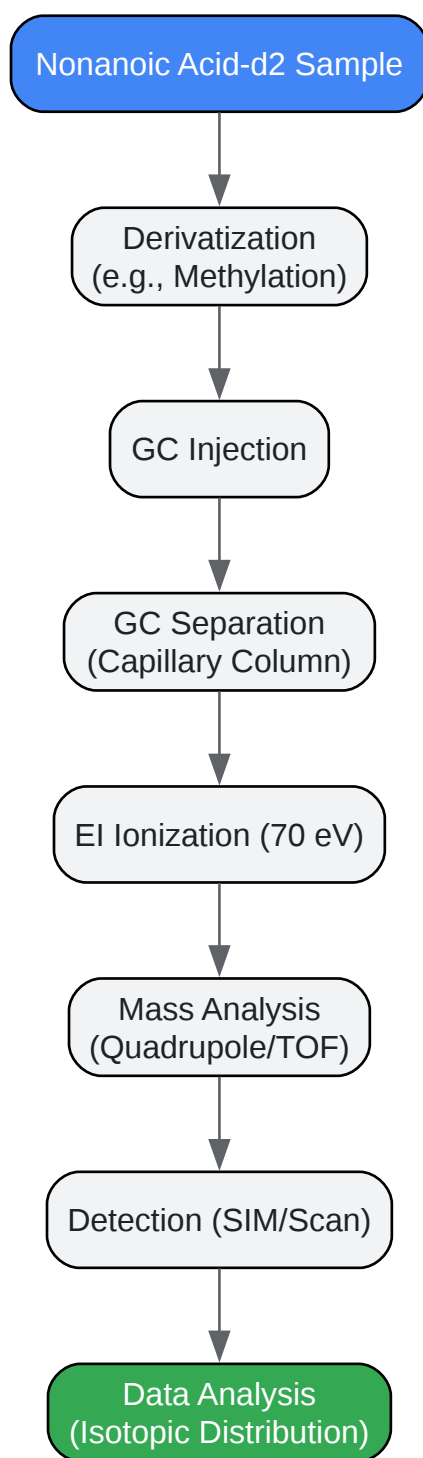 Nonanoic Acid-d2 Sample
Derivatization
(e.g., Methylation)
GC Injection
GC Separation
(Capillary Column)
EI Ionization (70 eV)
Mass Analysis
(Quadrupole/TOF)
Detection (SIM/Scan)
Data Analysis
(Isotopic Distribution)